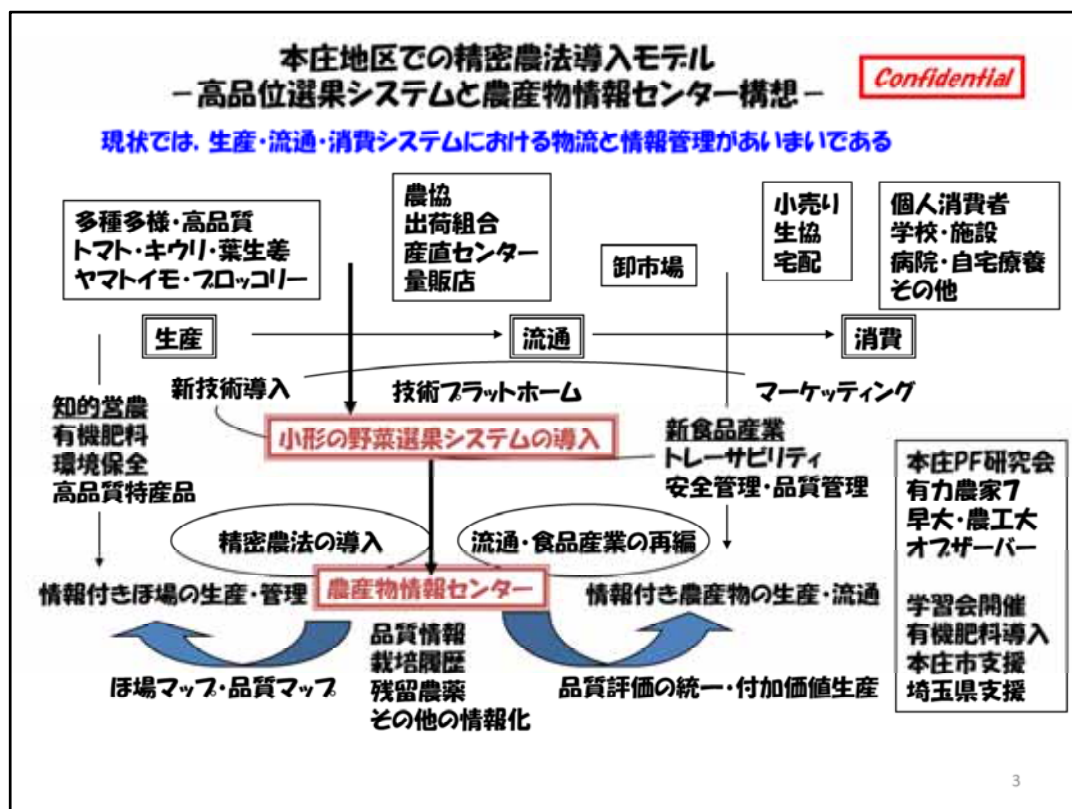 本庄地区での精密農法導入モデル
－高品位選果システムと農産物情報センター構想－
Confidential
現状では, 生産・流通・消費システムにおける物流と情報管理があいまいである
多種多様・高品質
トマト・キウリ・葉生姜
ヤマトイモ・ブロッコリー
農協
出荷組合
産直センター
量販店
卸市場
小売り
生協
宅配
個人消費者
学校・施設
病院・自宅療養
その他
生産
流通
消費
新技術導入
技術プラットホーム
マーケッティング
知的営農
有機肥料
環境保全
高品質特産品
小形の野菜選果システムの導入
新食品産業
トレーサビリティ
安全管理・品質管理
本庄PF研究会
有力農家7
早大・農工大
オブザーバー
学習会開催
有機肥料導入
本庄市支援
埼玉県支援
精密農法の導入
流通・食品産業の再編
情報付きほ場の生産・管理
農産物情報センター
情報付き農産物の生産・流通
品質情報
栽培履歴
残留農薬
その他の情報化
ほ場マップ・品質マップ
品質評価の統一・付加価値生産
3